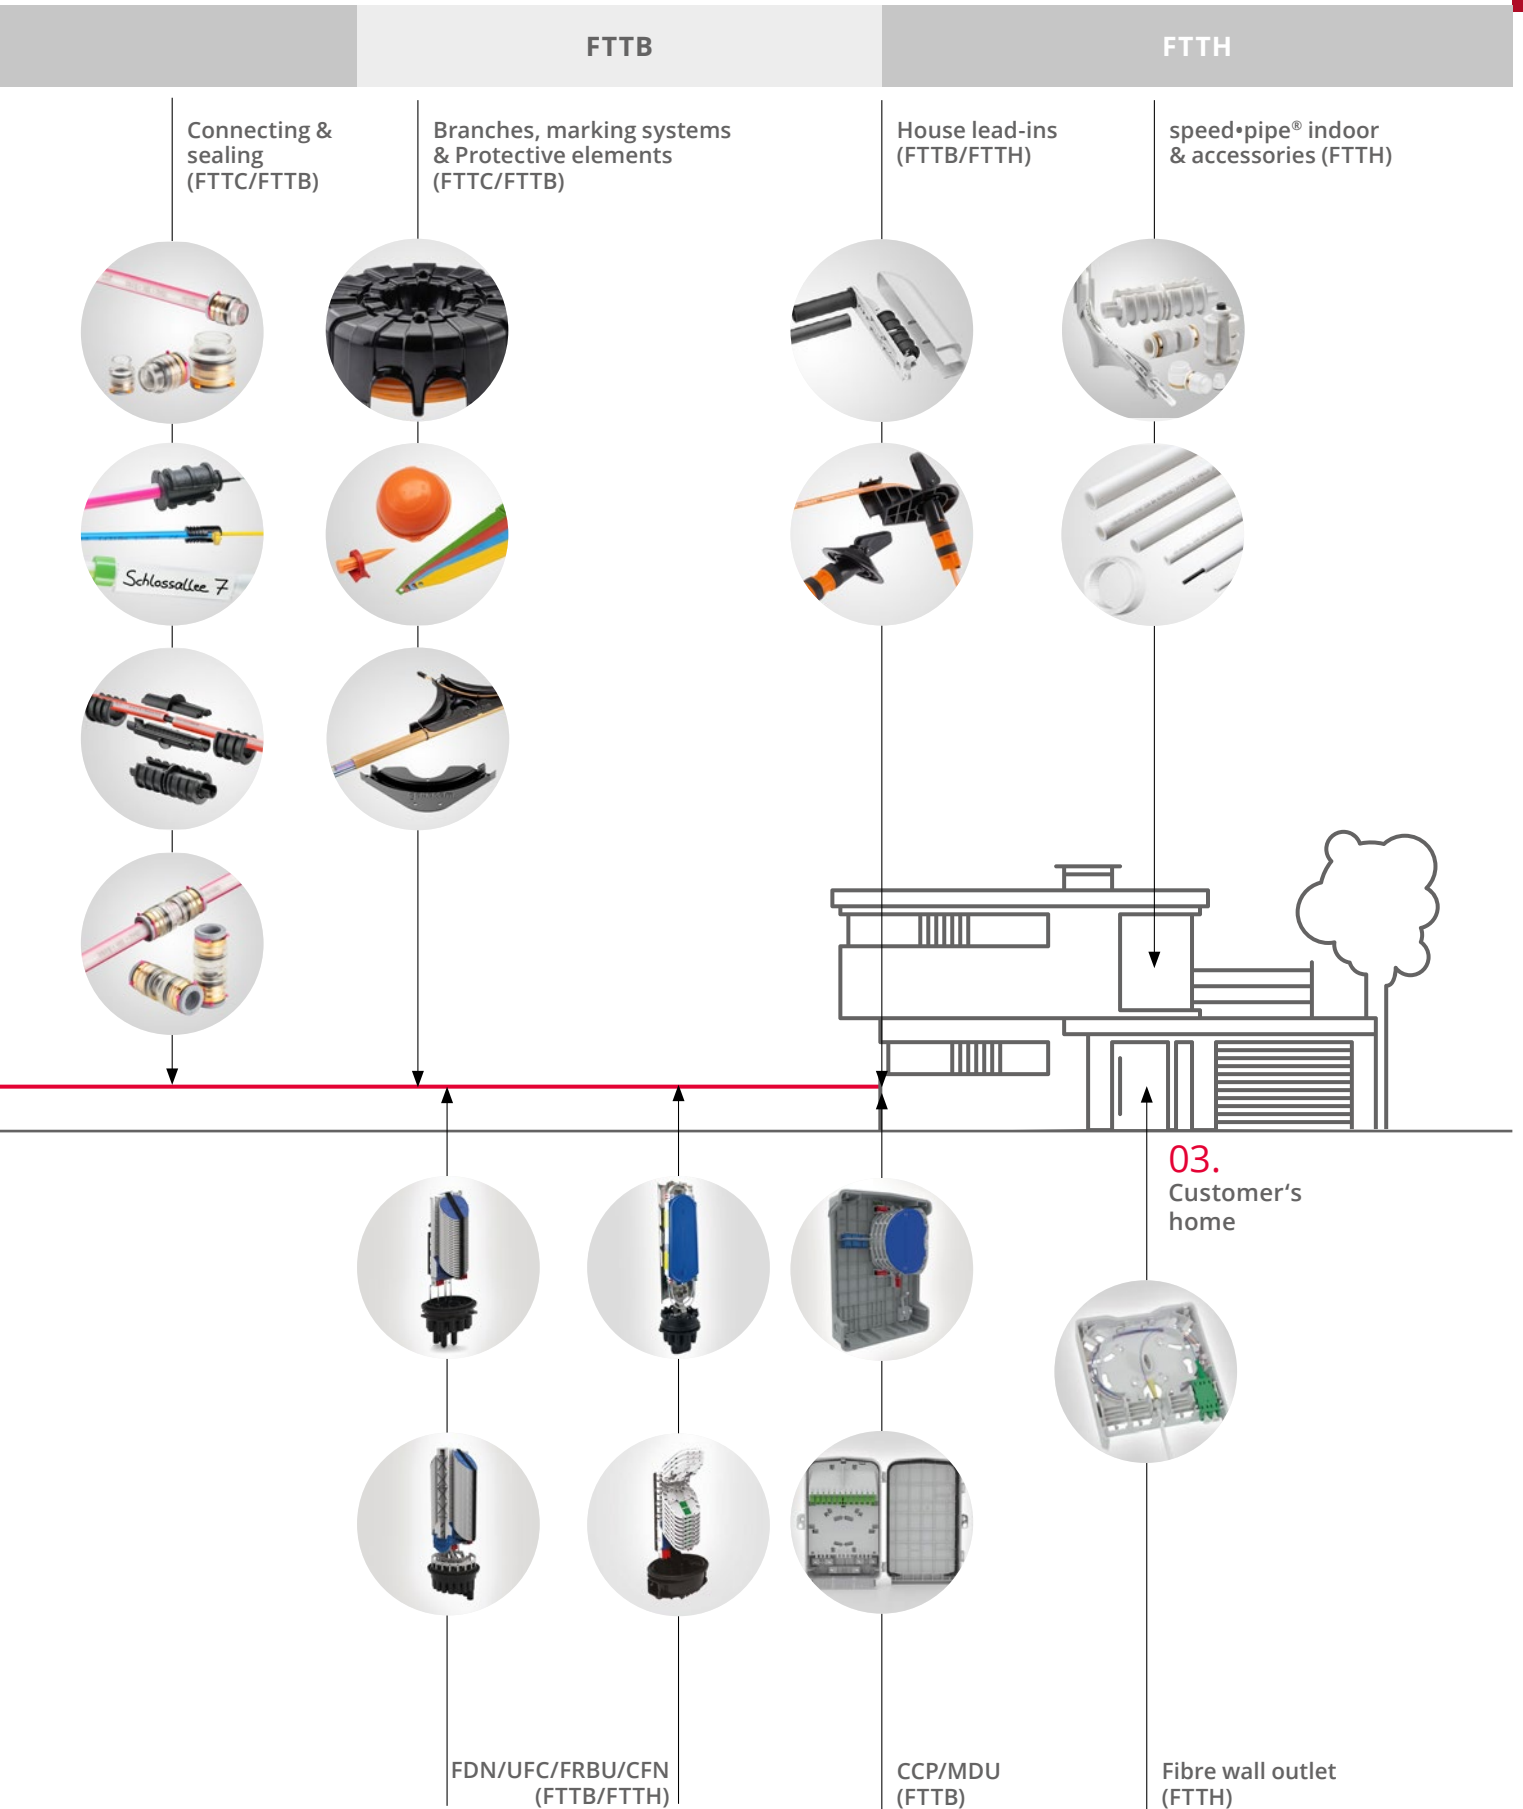 FTTB
FTTH
Connecting &
sealing
(FTTC/FTTB)
Branches, marking systems
& Protective elements
(FTTC/FTTB)
House lead-ins
(FTTB/FTTH)
speed•pipe® indoor
& accessories (FTTH)
Schlossallee 7
03.
Customer‘s
home
FDN/UFC/FRBU/CFN
(FTTB/FTTH)
CCP/MDU
(FTTB)
Fibre wall outlet
(FTTH)